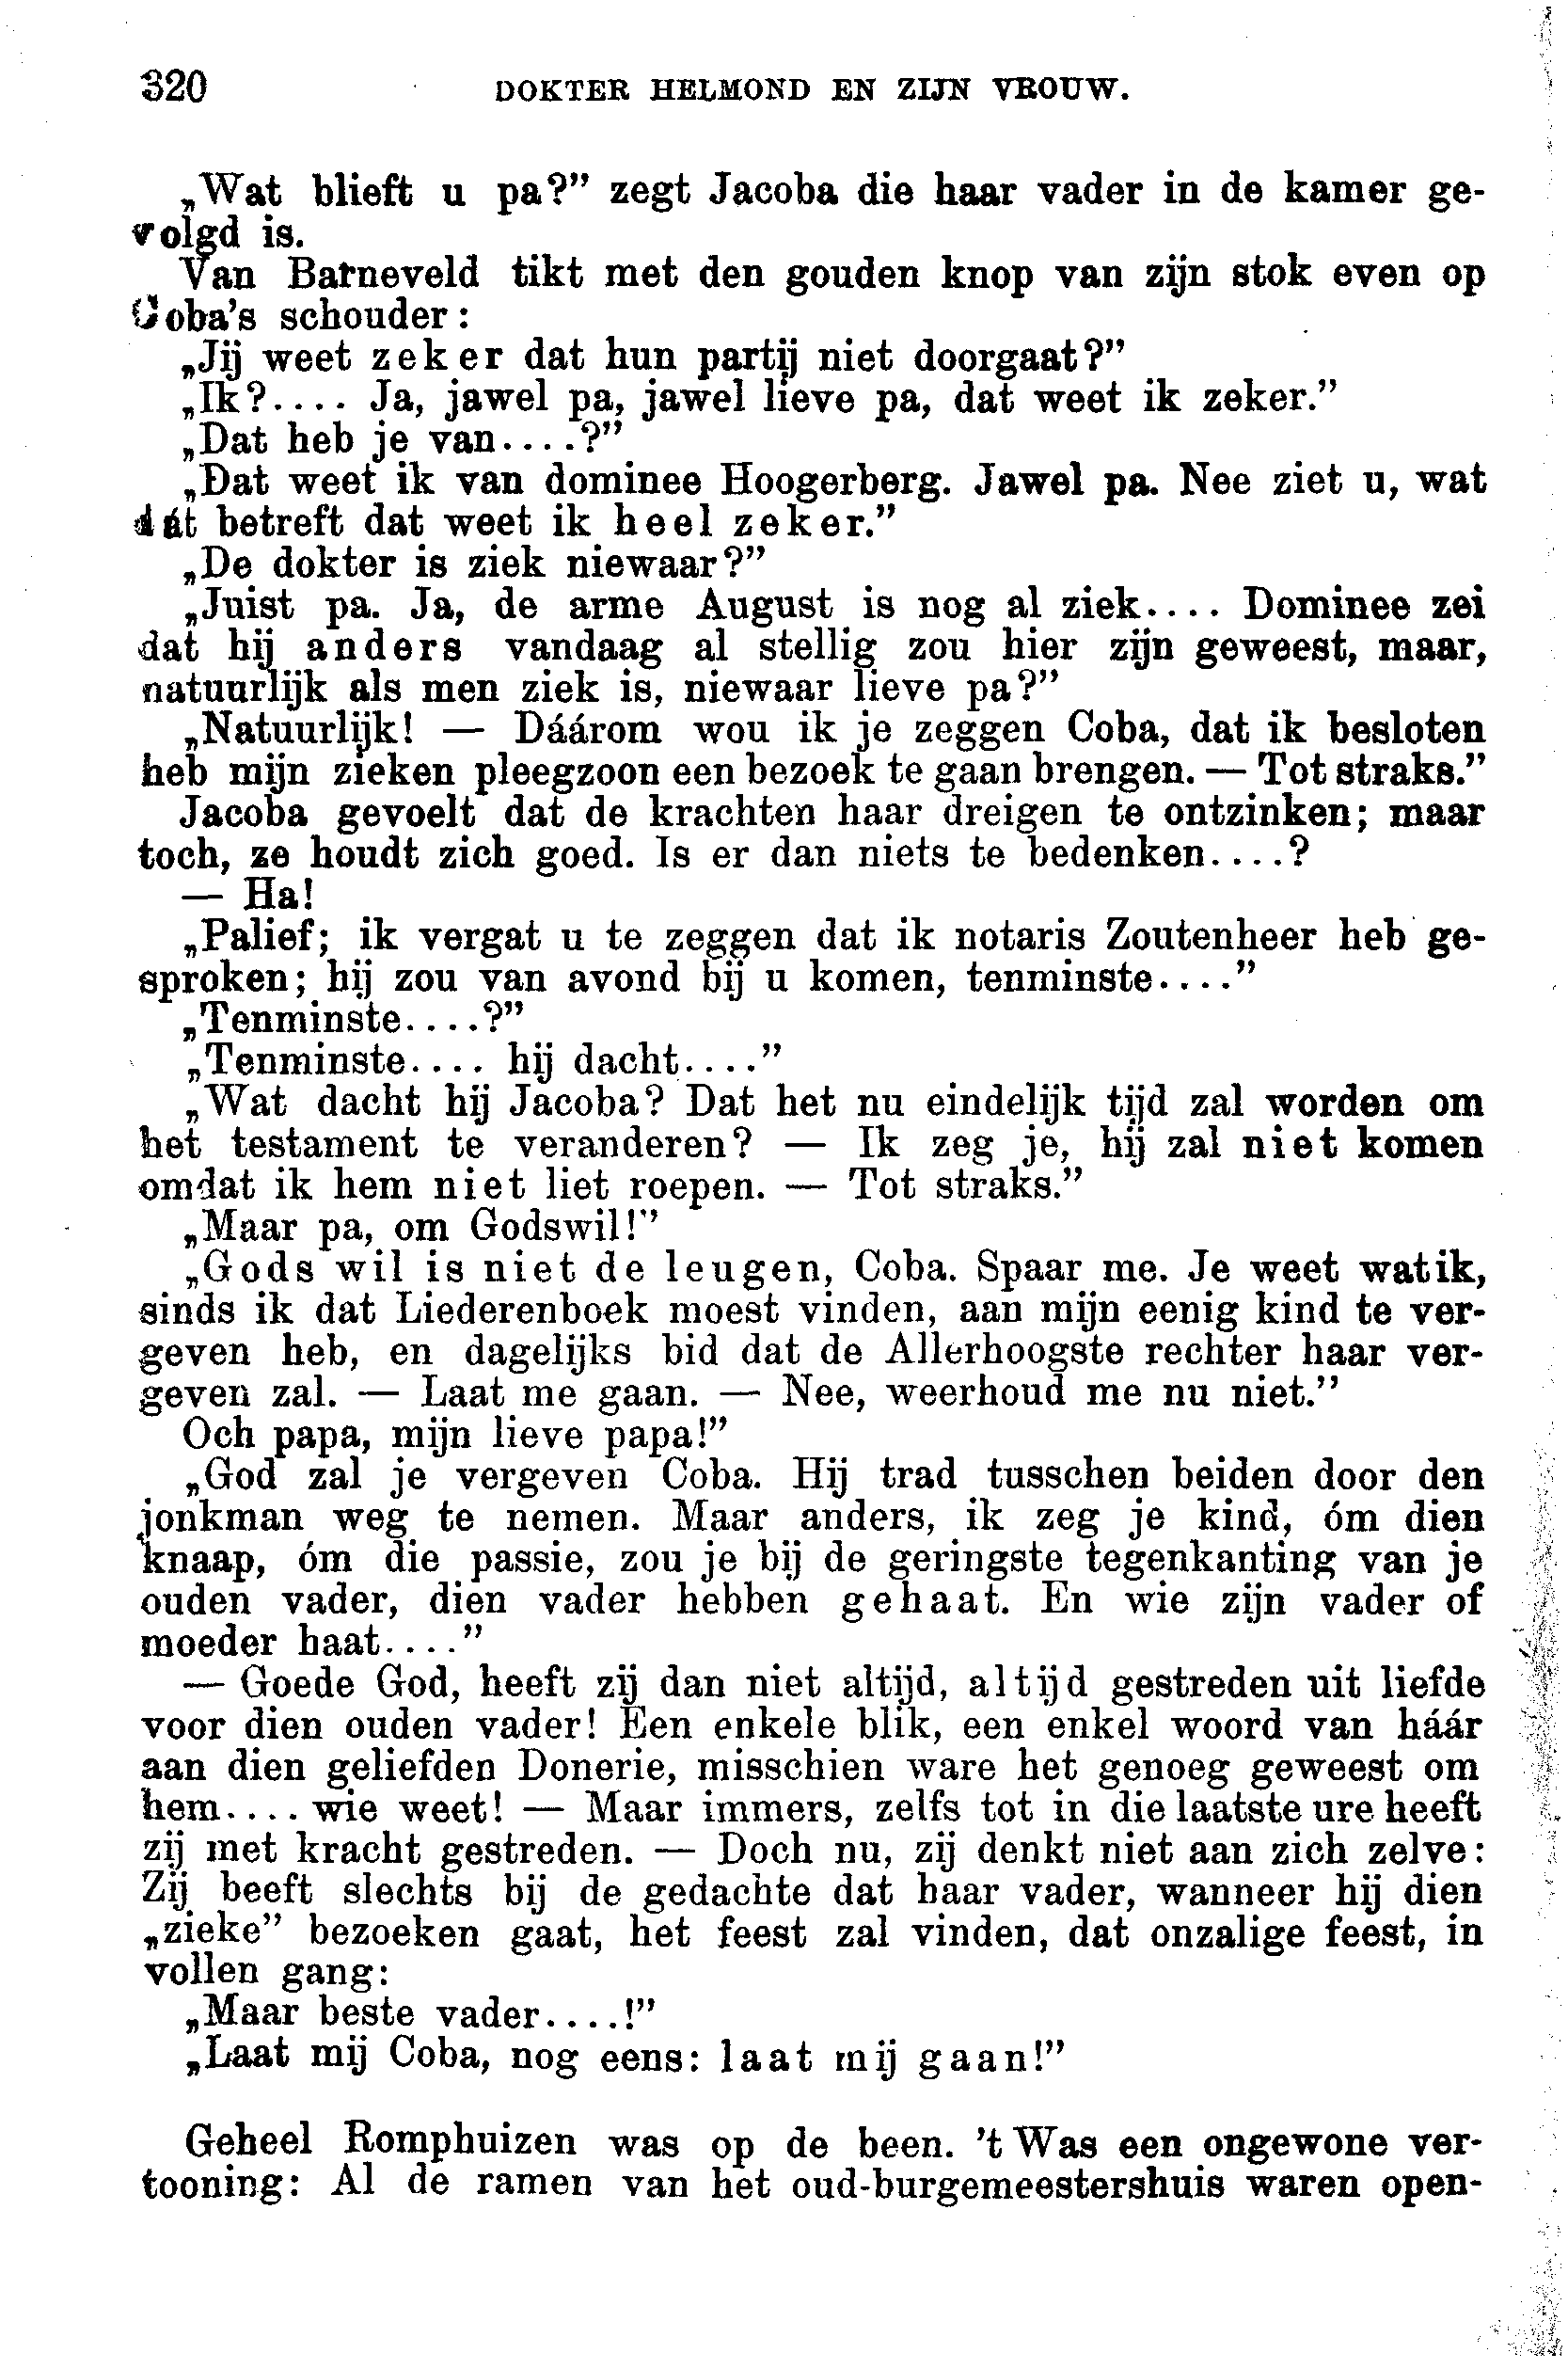 320 DOKTER HELMOND EN ZIJN VROUW.
„Wat blieft u pa?” zegt Jacoba die haar vader in de kamer ge-
volgd is.
Van Barneveld tikt met den gouden knop van zijn stok even op
Coba's schouder:
„Jij weet zeker dat hun partij niet doorgaat?”
„Ik?.... Ja, jawel pa, jawel lieve pa, dat weet ik zeker.”
„Dat heb je van....?”
„Dat weet ik van dominee Hoogerberg. Jawel pa. Nee ziet u, wat
dát betreft dat weet ik heel zeker.”
„De dokter is ziek niewaar?”
„Juist pa. Ja, de arme August is nog al ziek.... Dominee zei
dat hij anders vandaag al stellig zou hier zijn geweest, maar,
natuurlijk als men ziek is, niewaar lieve pa?”
„Natuurlijk! — Dáárom wou ik je zeggen Coba, dat ik besloten
heb mijn zieken pleegzoon een bezoek te gaan brengen. — Tot straks.”
Jacoba gevoelt dat de krachten haar dreigen te ontzinken; maar
toch, ze houdt zich goed. Is er dan niets te bedenken....?
— Ha!
„Palief; ik vergat u te zeggen dat ik notaris Zoutenheer heb ge-
sproken; hij zou van avond bij u komen, tenminste....”
„Tenminste....?”
„Tenminste.... hij dacht....”
„Wat dacht hij Jacoba? Dat het nu eindelijk tijd zal worden om
het testament te veranderen? — Ik zeg je, hij zal niet komen
omdat ik hem niet liet roepen. — Tot straks.”
„Maar pa, om Godswil!”
„Gods wil is niet de leugen, Coba. Spaar me. Je weet wat ik,
sinds ik dat Liederenboek moest vinden, aan mijn eenig kind te ver-
geven heb, en dagelijks bid dat de Allerhoogste rechter haar ver-
geven zal. — Laat me gaan. — Nee, weerhoud me nu niet.”
Och papa, mijn lieve papa!”
„God zal je vergeven Coba. Hij trad tusschen beiden door den
jonkman weg te nemen. Maar anders, ik zeg je kind, óm dien
knaap, óm die passie, zou je bij de geringste tegenkanting van je
ouden vader, dien vader hebben gehaat. En wie zijn vader of
moeder haat....”
— Goede God, heeft zij dan niet altijd, altijd gestreden uit liefde
voor dien ouden vader! Een enkele blik, een enkel woord van háár
aan dien geliefden Donerie, misschien ware het genoeg geweest om
hem.... wie weet! — Maar immers, zelfs tot in die laatste ure heeft
zij met kracht gestreden. — Doch nu, zij denkt niet aan zich zelve:
Zij beeft slechts bij de gedachte dat haar vader, wanneer hij dien
„zieke” bezoeken gaat, het feest zal vinden, dat onzalige feest, in
vollen gang:
„Maar beste vader....!”
„Laat mij Coba, nog eens: laat mij gaan!”
Geheel Romphuizen was op de been. 't Was een ongewone ver-
tooning: Al de ramen van het oud-burgemeestershuis waren open-